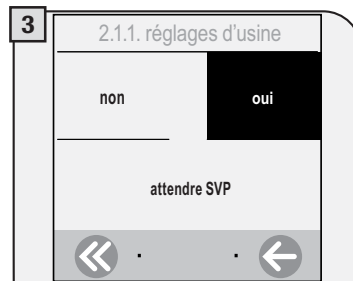 3
2.1.1. réglages d'usine
non oui
attendre SVP